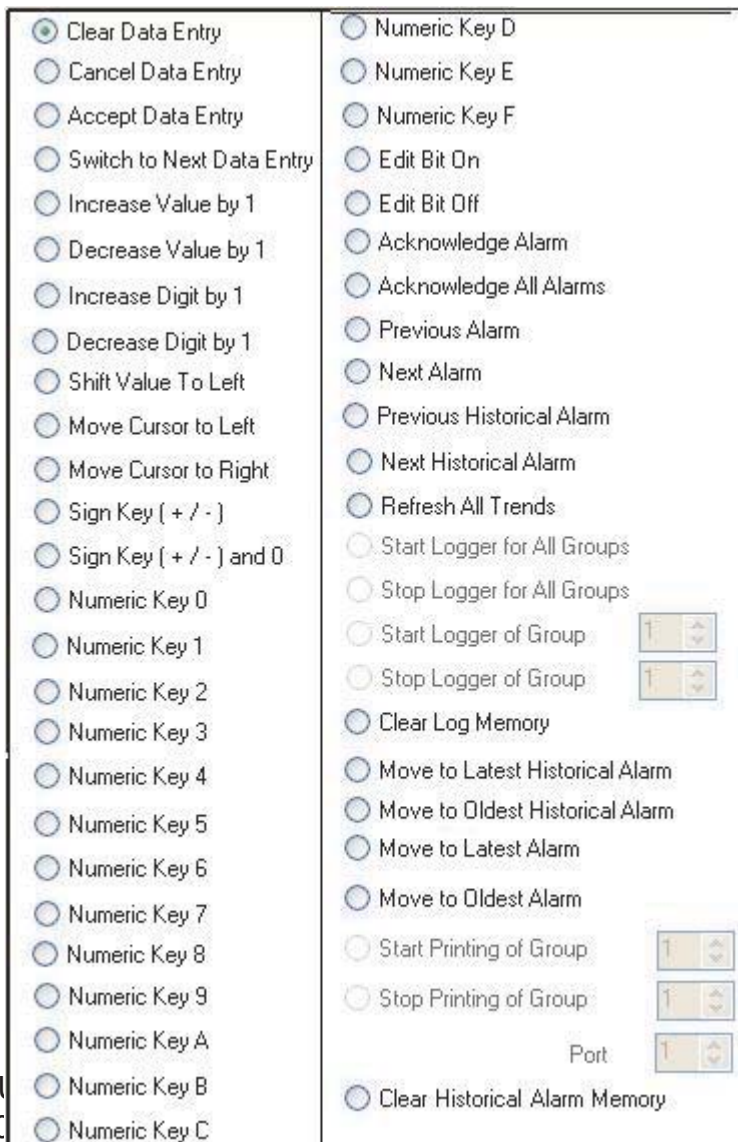 Clear Data Entry
Cancel Data Entry
Accept Data Entry
Switch to Next Data Entry
Increase Value by 1
Decrease Value by 1
Increase Digit by 1
Decrease Digit by 1
Shift Value To Left
Move Cursor to Left
Move Cursor to Right
Sign Key ( + / - )
Sign Key ( + / - ) and 0
Numeric Key 0
Numeric Key 1
Numeric Key 2
Numeric Key 3
Numeric Key 4
Numeric Key 5
Numeric Key 6
Numeric Key 7
Numeric Key 8
Numeric Key 9
Numeric Key A
Numeric Key B
Numeric Key C
Numeric Key D
Numeric Key E
Numeric Key F
Edit Bit On
Edit Bit Off
Acknowledge Alarm
Acknowledge All Alarms
Previous Alarm
Next Alarm
Previous Historical Alarm
Next Historical Alarm
Refresh All Trends
Start Logger for All Groups
Stop Logger for All Groups
Start Logger of Group 1
Stop Logger of Group 1
Clear Log Memory
Move to Latest Historical Alarm
Move to Oldest Historical Alarm
Move to Latest Alarm
Move to Oldest Alarm
Start Printing of Group 1
Stop Printing of Group 1
Port 1
Clear Historical Alarm Memory